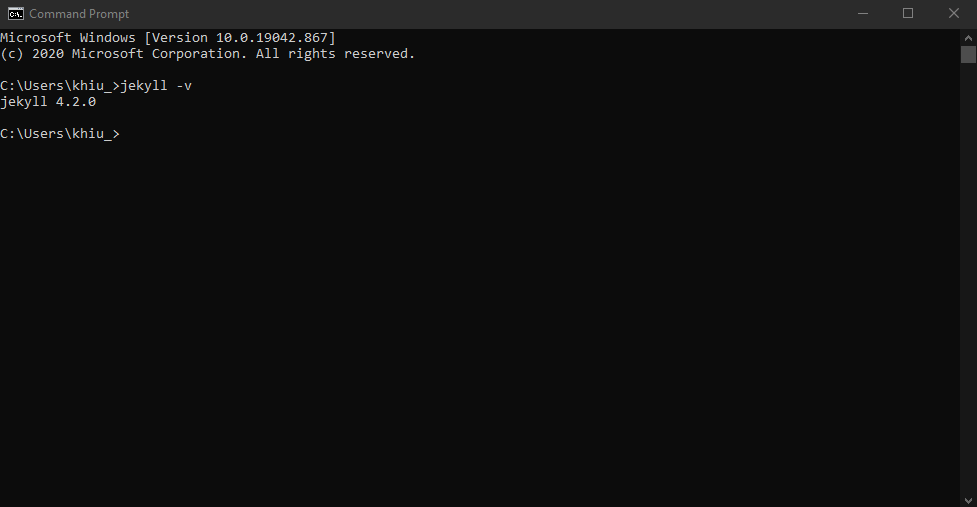 Command Prompt
Microsoft Windows [Version 10.0.19042.867]
(c) 2020 Microsoft Corporation. All rights reserved.
C:\Users\khiu_>jekyll -v
jekyll 4.2.0
C:\Users\khiu_>